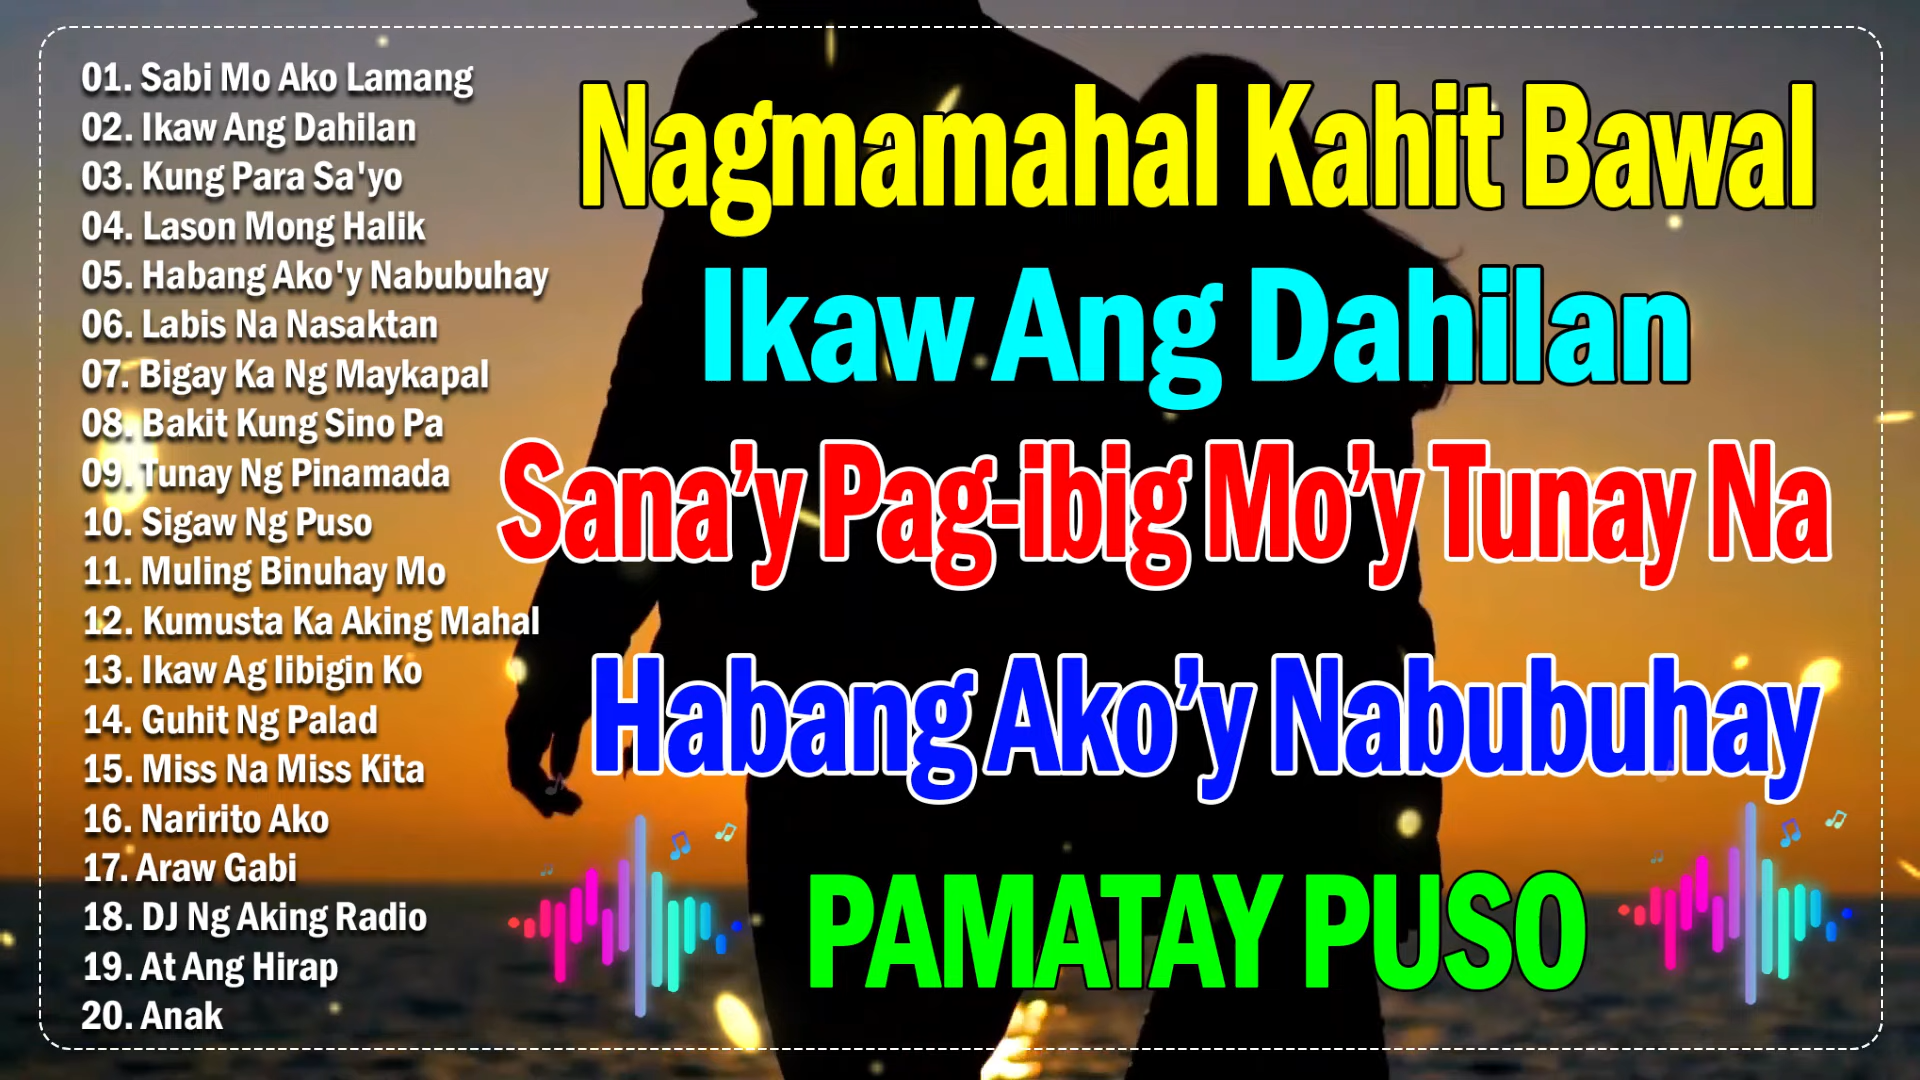 01. Sabi Mo Ako Lamang
02. Ikaw Ang Dahilan
03. Kung Para Sa'yo
04. Lason Mong Halik
05. Habang Ako'y Nabubuhay
06. Labis Na Nasaktan
07. Bigay Ka Ng Maykapal
08. Bakit Kung Sino Pa
09. Tunay Ng Pinamada
10. Sigaw Ng Puso
11. Muling Binuhay Mo
12. Kumusta Ka Aking Mahal
13. Ikaw Ag Iibigin Ko
14. Guhit Ng Palad
15. Miss Na Miss Kita
16. Naririto Ako
17. Araw Gabi
18. DJ Ng Aking Radio
19. At Ang Hirap
20. Anak
Nagmamahal Kahit Bawal
Ikaw Ang Dahilan
Sana’y Pag-ibig Mo’y Tunay Na
Habang Ako’y Nabubuhay
PAMATAY PUSO